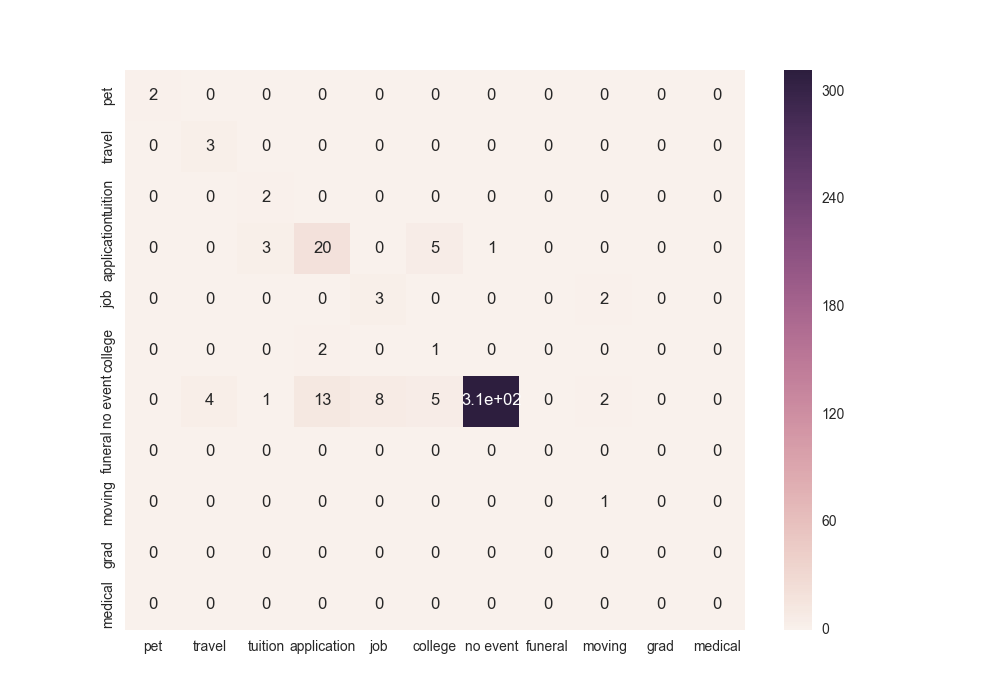 pet 2 0 0 0 0 0 0 0 0 0 0
travel 0 3 0 0 0 0 0 0 0 0 0
tuition 0 0 2 0 0 0 0 0 0 0 0
application 0 0 3 20 0 5 1 0 0 0 0
job 0 0 0 0 3 0 0 0 2 0 0
college 0 0 0 2 0 1 0 0 0 0 0
no event 0 4 1 13 8 5 3.1e+02 0 2 0 0
funeral 0 0 0 0 0 0 0 0 0 0 0
moving 0 0 0 0 0 0 0 0 1 0 0
grad 0 0 0 0 0 0 0 0 0 0 0
medical 0 0 0 0 0 0 0 0 0 0 0
pet travel tuition application job college no event funeral moving grad medical
300
240
180
120
60
0